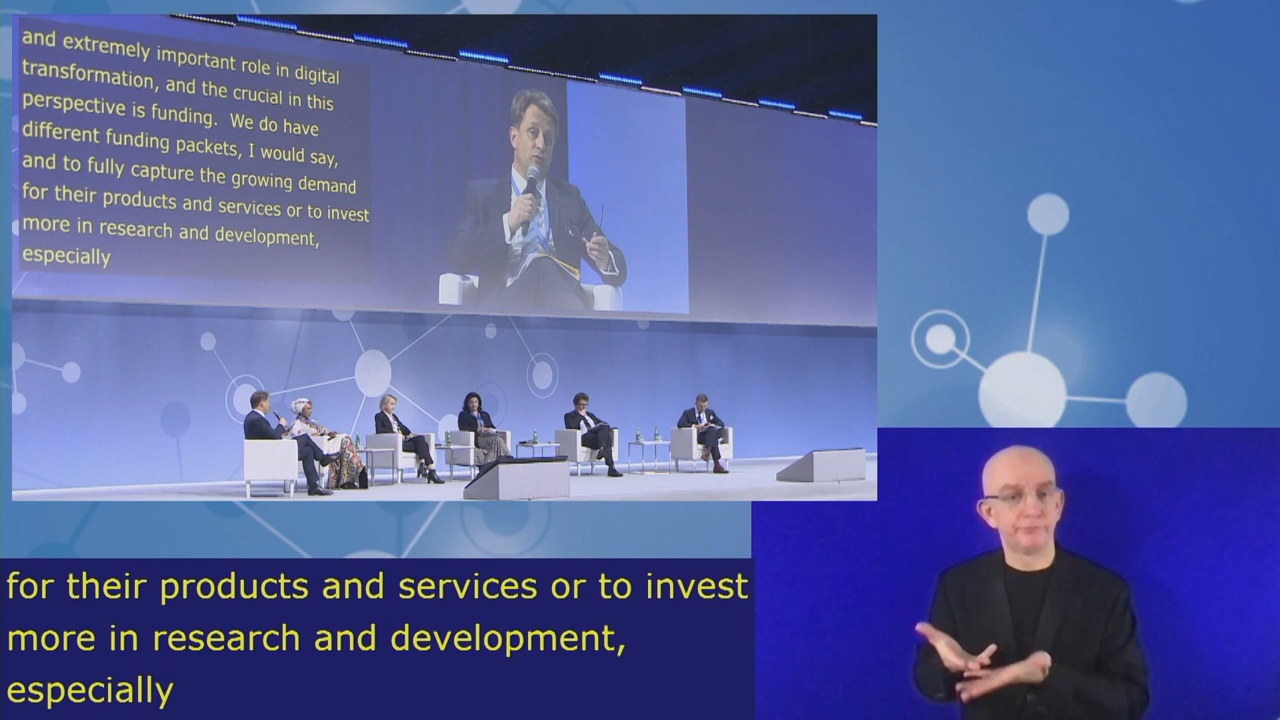 and extremely important role in digital
transformation, and the crucial in this
perspective is funding.  We do have
different funding packets, I would say,
and to fully capture the growing demand
for their products and services or to invest
more in research and development,
especially
for their products and services or to invest
more in research and development,
especially